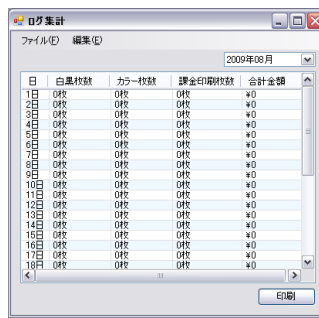 ログ集計
ファイル(F) 編集(E)
2009年08月
日 白黒枚数 カラー枚数 課金印刷枚数 合計金額
1日 0枚 0枚 0枚 ¥0
2日 0枚 0枚 0枚 ¥0
3日 0枚 0枚 0枚 ¥0
4日 0枚 0枚 0枚 ¥0
5日 0枚 0枚 0枚 ¥0
6日 0枚 0枚 0枚 ¥0
7日 0枚 0枚 0枚 ¥0
8日 0枚 0枚 0枚 ¥0
9日 0枚 0枚 0枚 ¥0
10日 0枚 0枚 0枚 ¥0
11日 0枚 0枚 0枚 ¥0
12日 0枚 0枚 0枚 ¥0
13日 0枚 0枚 0枚 ¥0
14日 0枚 0枚 0枚 ¥0
15日 0枚 0枚 0枚 ¥0
16日 0枚 0枚 0枚 ¥0
17日 0枚 0枚 0枚 ¥0
18日 0枚 0枚 0枚 ¥0
印刷